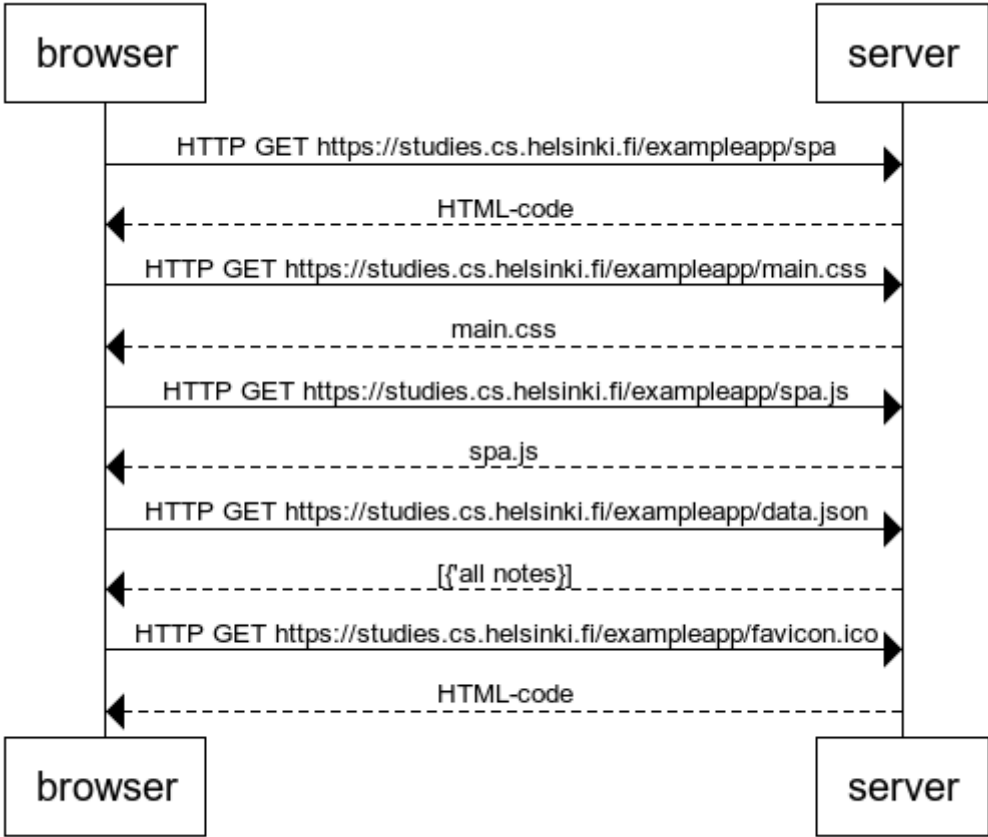 browser
server
HTTP GET https://studies.cs.helsinki.fi/exampleapp/spa
HTML-code
HTTP GET https://studies.cs.helsinki.fi/exampleapp/main.css
main.css
HTTP GET https://studies.cs.helsinki.fi/exampleapp/spa.js
spa.js
HTTP GET https://studies.cs.helsinki.fi/exampleapp/data.json
[{'all notes}]
HTTP GET https://studies.cs.helsinki.fi/exampleapp/favicon.ico
HTML-code
browser
server